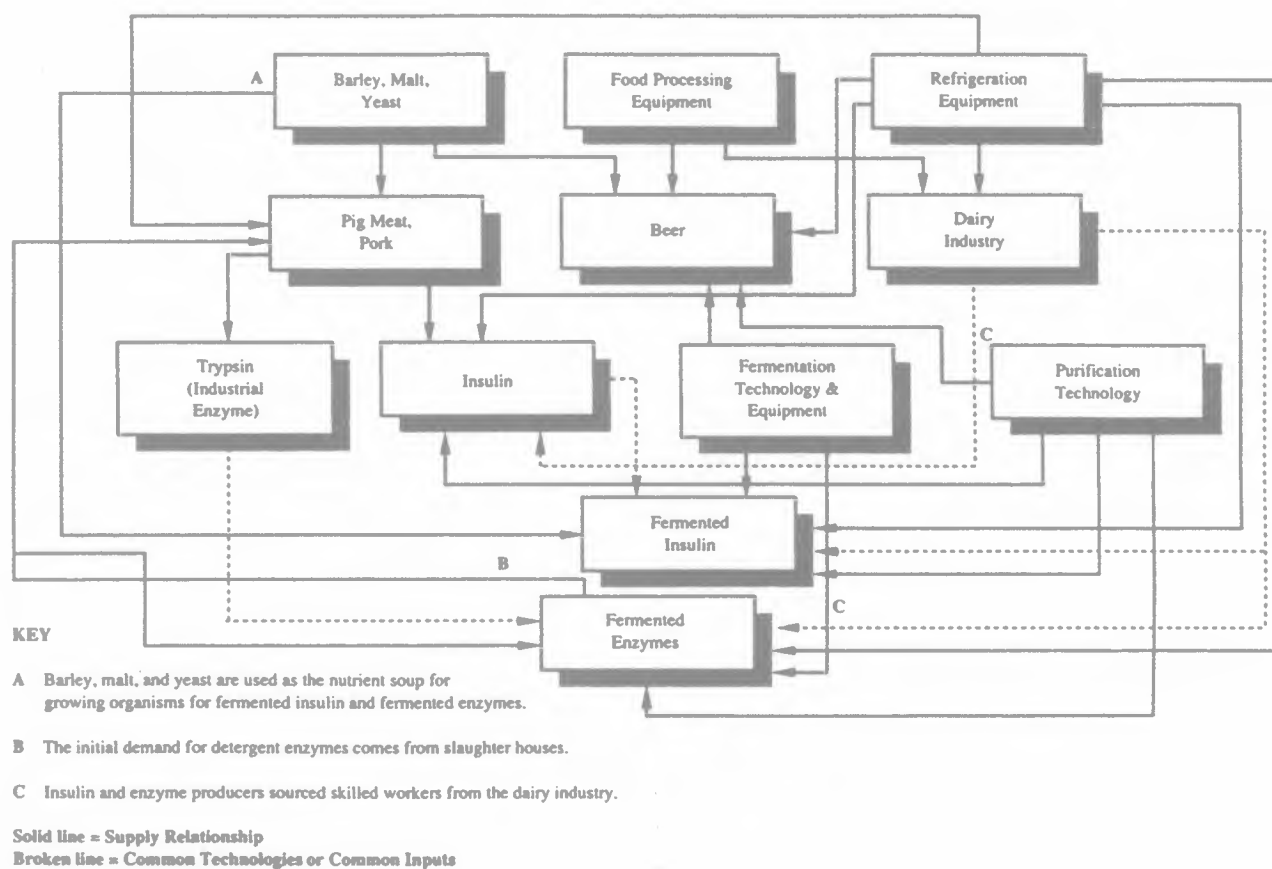 A
Barley, Malt,
Yeast
Food Processing
Equipment
Refrigeration
Equipment
Pig Meat,
Pork
Beer
Dairy
Industry
C
Trypsin
(Industrial
Enzyme)
Insulin
Fermentation
Technology &
Equipment
Purification
Technology
Fermented
Insulin
B
C
Fermented
Enzymes
KEY
A Barley, malt, and yeast are used as the nutrient soup for
growing organisms for fermented insulin and fermented enzymes.
B The initial demand for detergent enzymes comes from slaughter houses.
C Insulin and enzyme producers sourced skilled workers from the dairy industry.
Solid line = Supply Relationship
Broken line = Common Technologies or Common Inputs